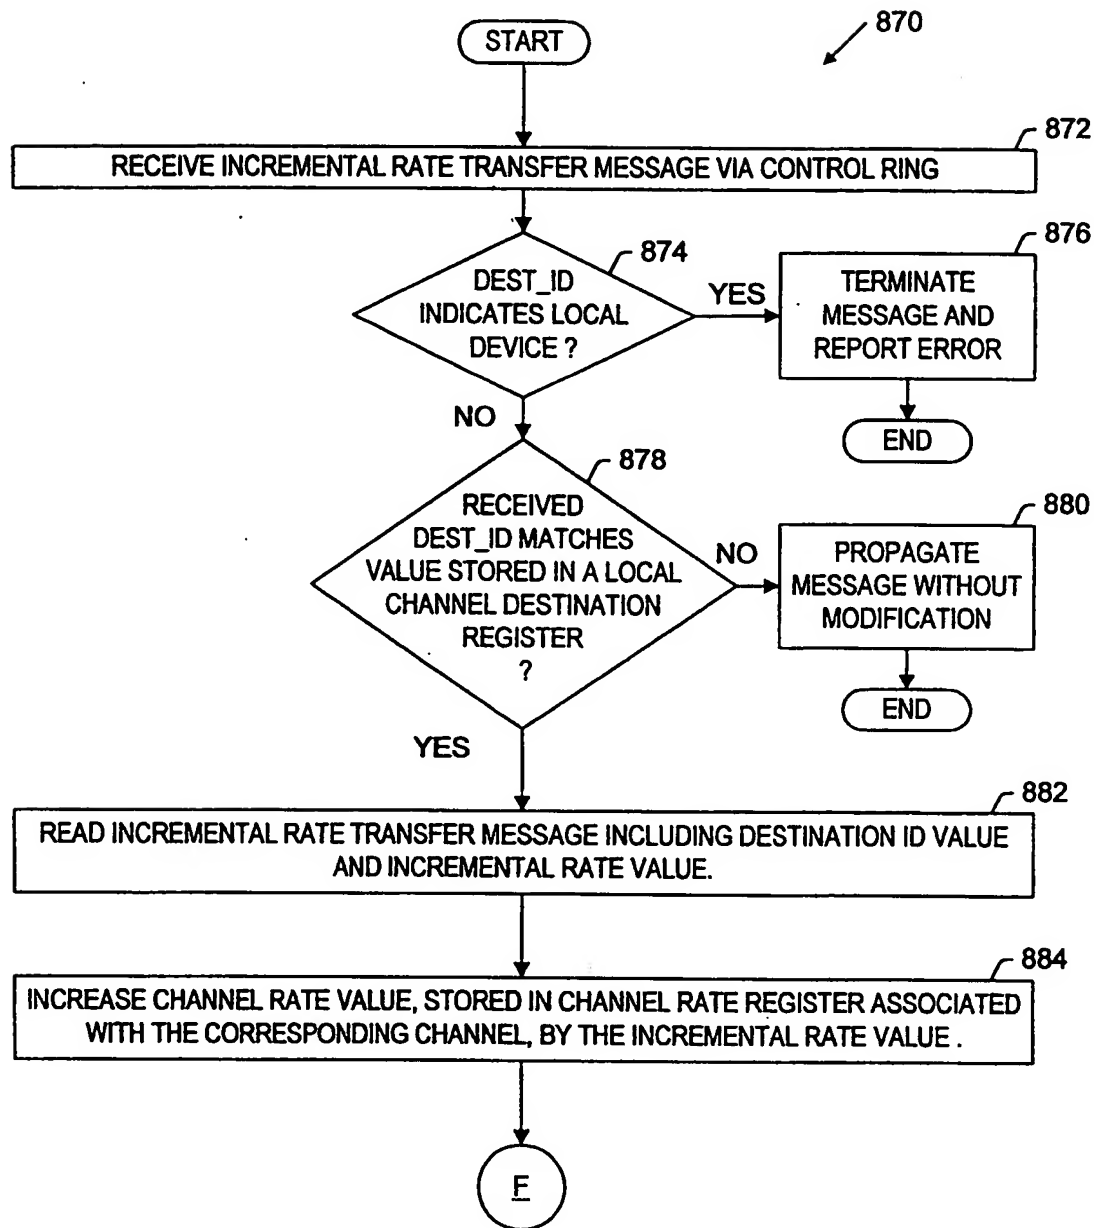 870
START
872
RECEIVE INCREMENTAL RATE TRANSFER MESSAGE VIA CONTROL RING
874
DEST_ID
INDICATES LOCAL
DEVICE ?
YES
876
TERMINATE
MESSAGE AND
REPORT ERROR
END
NO
878
RECEIVED
DEST_ID MATCHES
VALUE STORED IN A LOCAL
CHANNEL DESTINATION
REGISTER
?
NO
880
PROPAGATE
MESSAGE WITHOUT
MODIFICATION
END
YES
882
READ INCREMENTAL RATE TRANSFER MESSAGE INCLUDING DESTINATION ID VALUE
AND INCREMENTAL RATE VALUE.
884
INCREASE CHANNEL RATE VALUE, STORED IN CHANNEL RATE REGISTER ASSOCIATED
WITH THE CORRESPONDING CHANNEL, BY THE INCREMENTAL RATE VALUE .
F